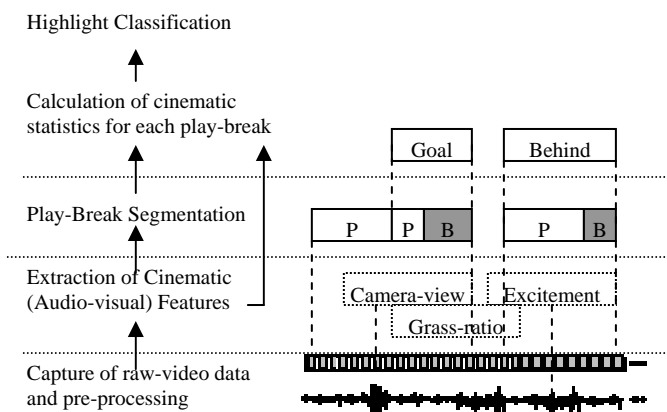 Highlight Classification
Calculation of cinematic
statistics for each play-break
Goal
Behind
Play-Break Segmentation
P
P
B
P
B
Extraction of Cinematic
(Audio-visual) Features
Camera-view
Excitement
Grass-ratio
Capture of raw-video data
and pre-processing